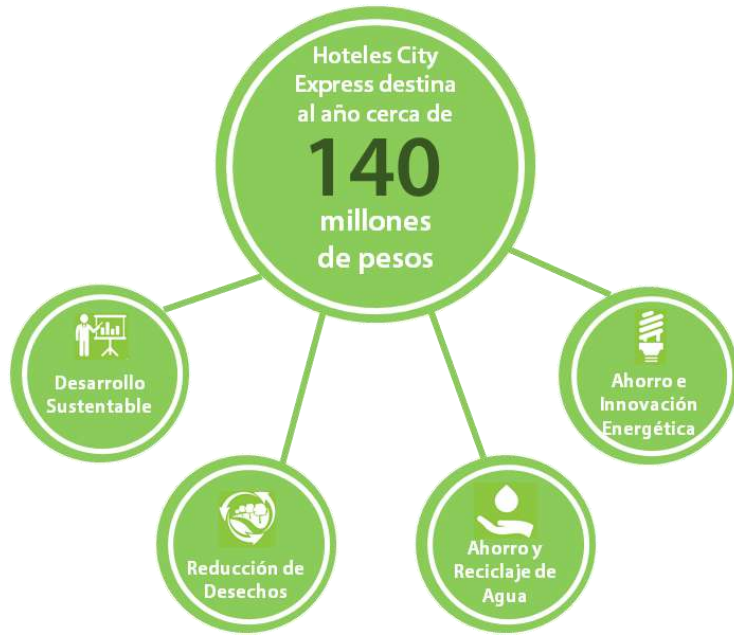 Hoteles City
Express destina
al año cerca de
140
millones
de pesos
Desarrollo
Sustentable
Ahorro e
Innovación
Energética
Reducción de
Desechos
Ahorro y
Reciclaje de
Agua